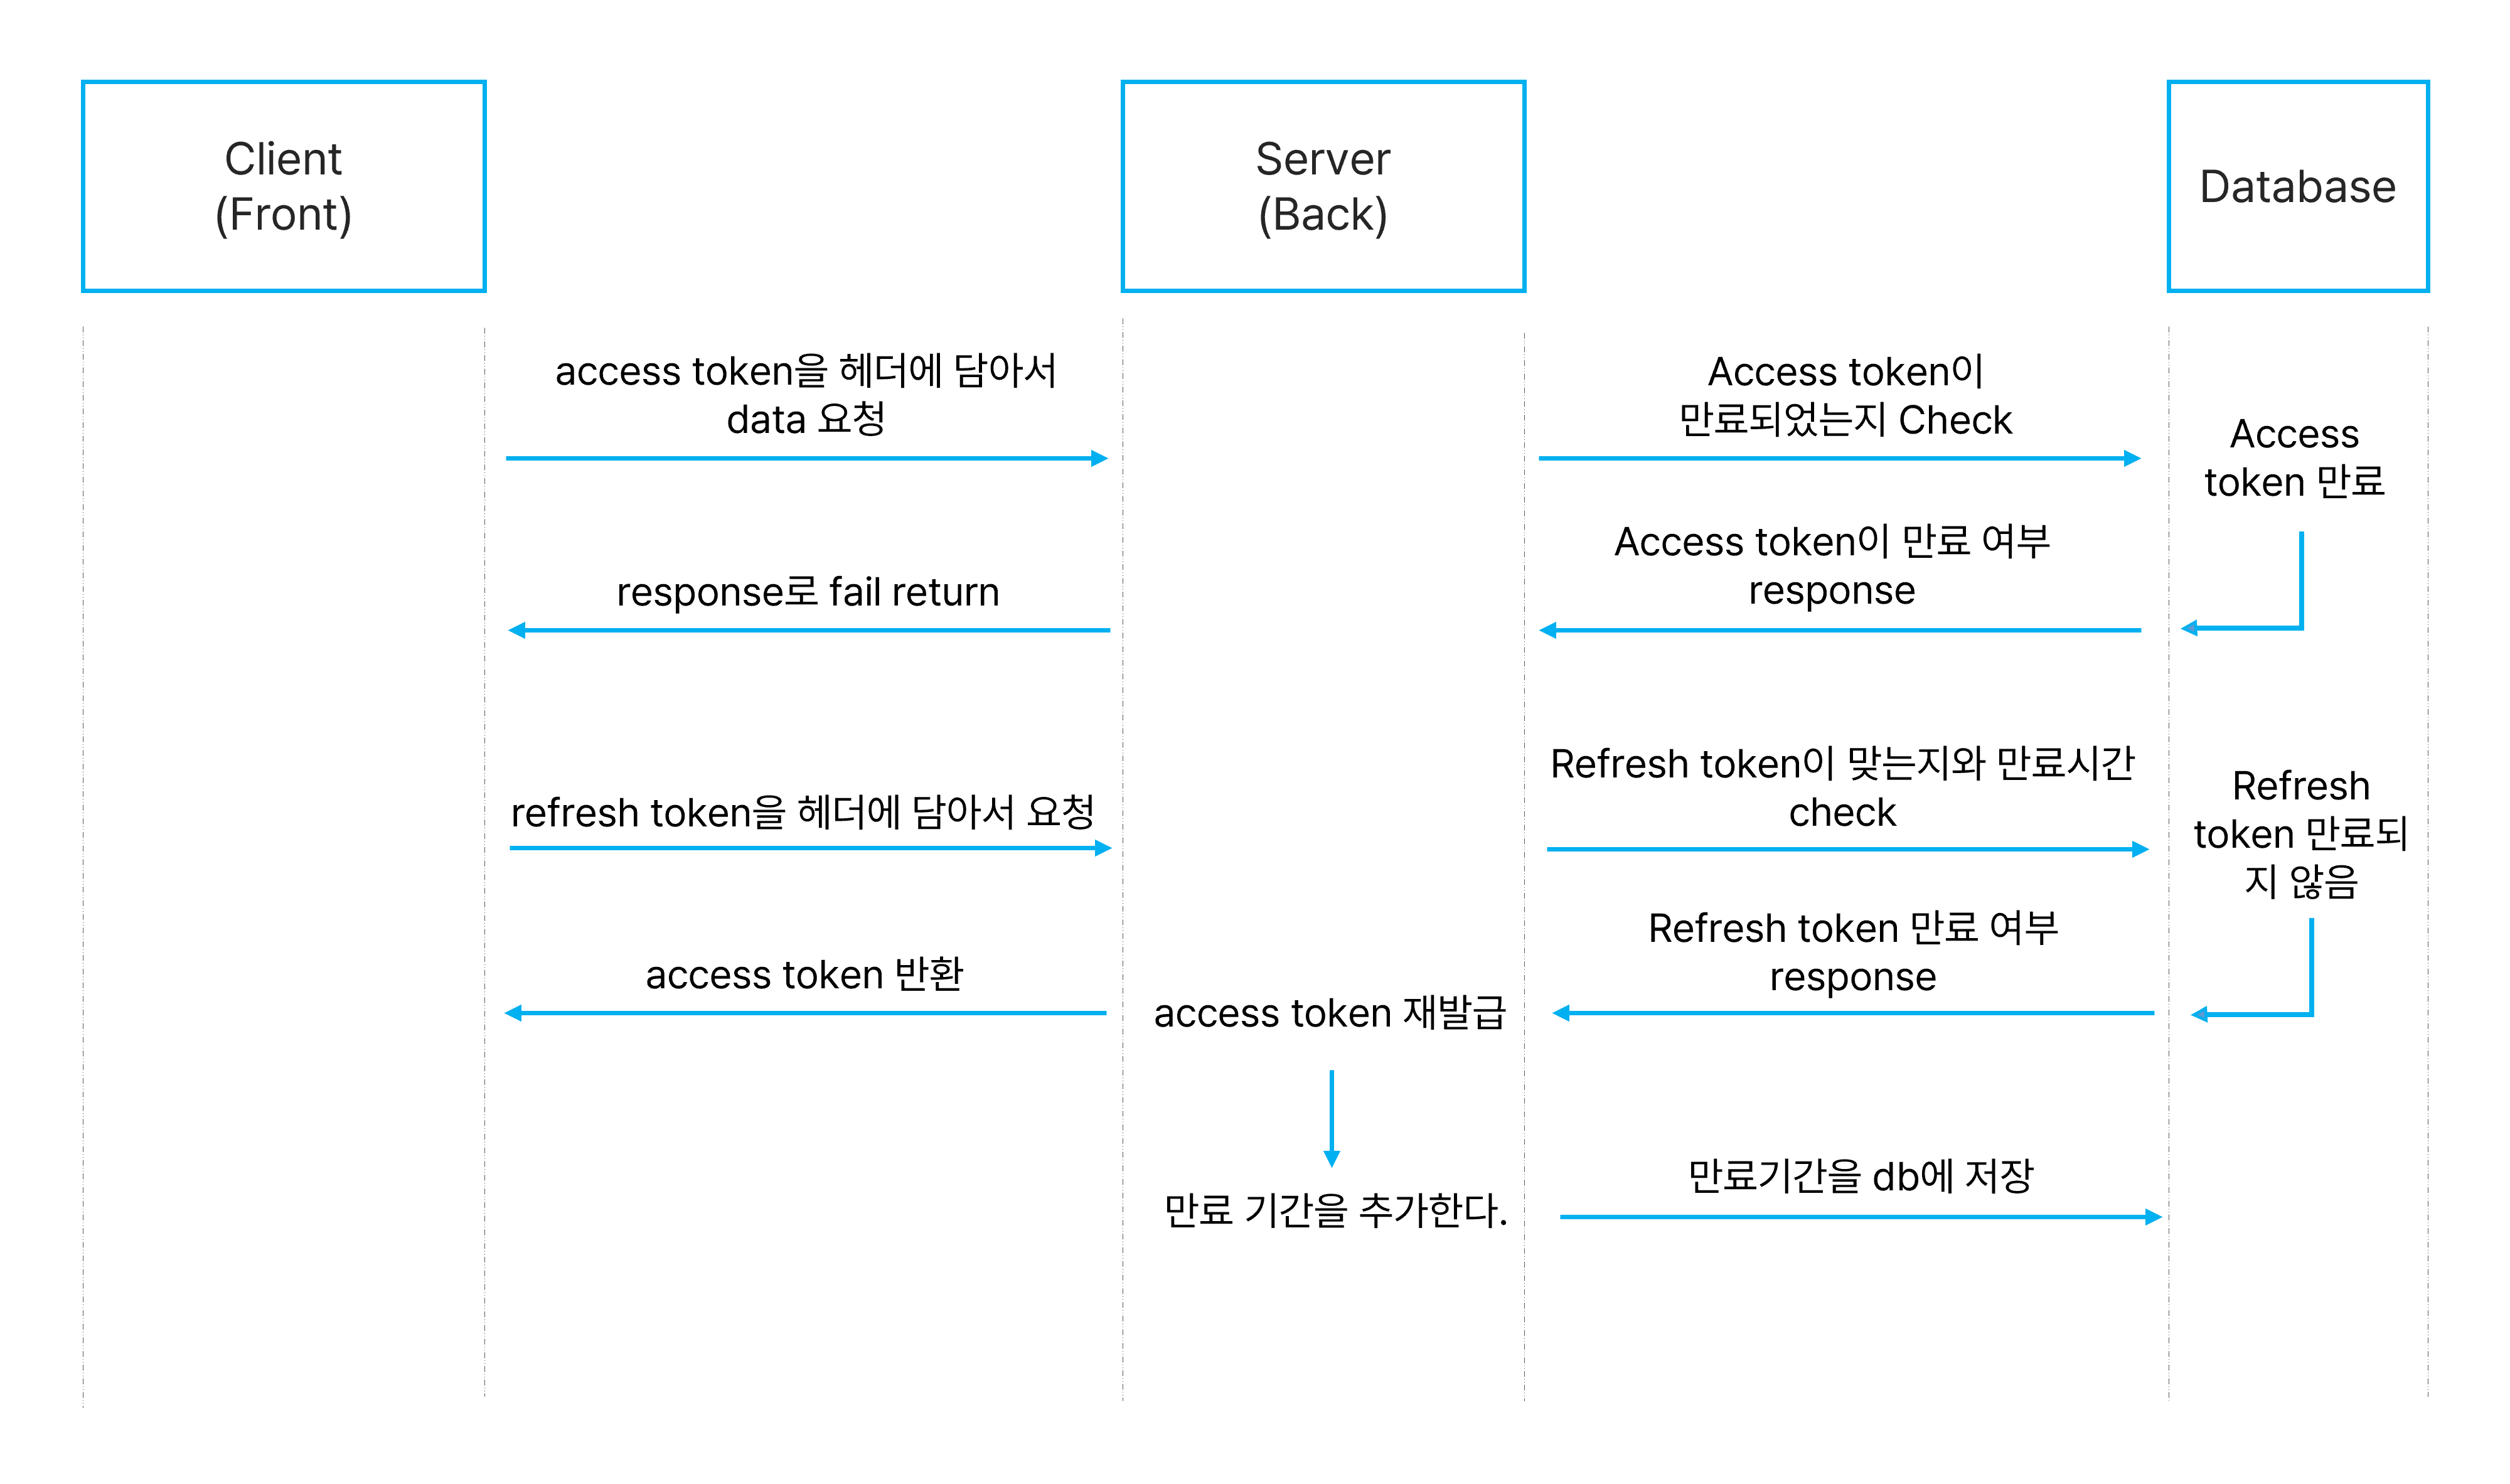 Client
(Front)
Server
(Back)
Database
access token을 헤더에 담아서
data 요청
Access token이
만료되었는지 Check
Access
token 만료
response로 fail return
Access token이 만료 여부
response
refresh token을 헤더에 담아서 요청
Refresh token이 맞는지와 만료시간
check
Refresh
token 만료되
지 않음
access token 반환
access token 재발급
Refresh token 만료 여부
response
만료 기간을 추가한다.
만료기간을 db에 저장